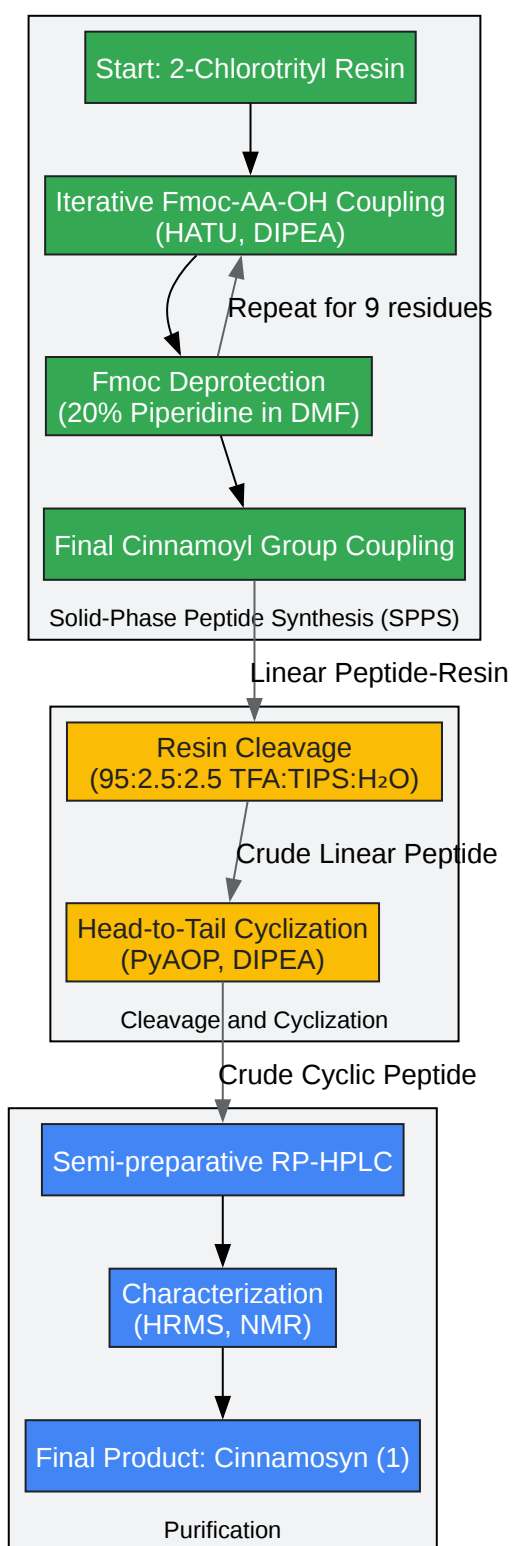 Start: 2-Chlorotrityl Resin
Iterative Fmoc-AA-OH Coupling
(HATU, DIPEA)
Repeat for 9 residues
Fmoc Deprotection
(20% Piperidine in DMF)
Final Cinnamoyl Group Coupling
Solid-Phase Peptide Synthesis (SPPS)
Linear Peptide-Resin
Resin Cleavage
(95:2.5:2.5 TFA:TIPS:H₂O)
Crude Linear Peptide
Head-to-Tail Cyclization
(PyAOP, DIPEA)
Cleavage and Cyclization
Crude Cyclic Peptide
Semi-preparative RP-HPLC
Characterization
(HRMS, NMR)
Final Product: Cinnamosyn (1)
Purification